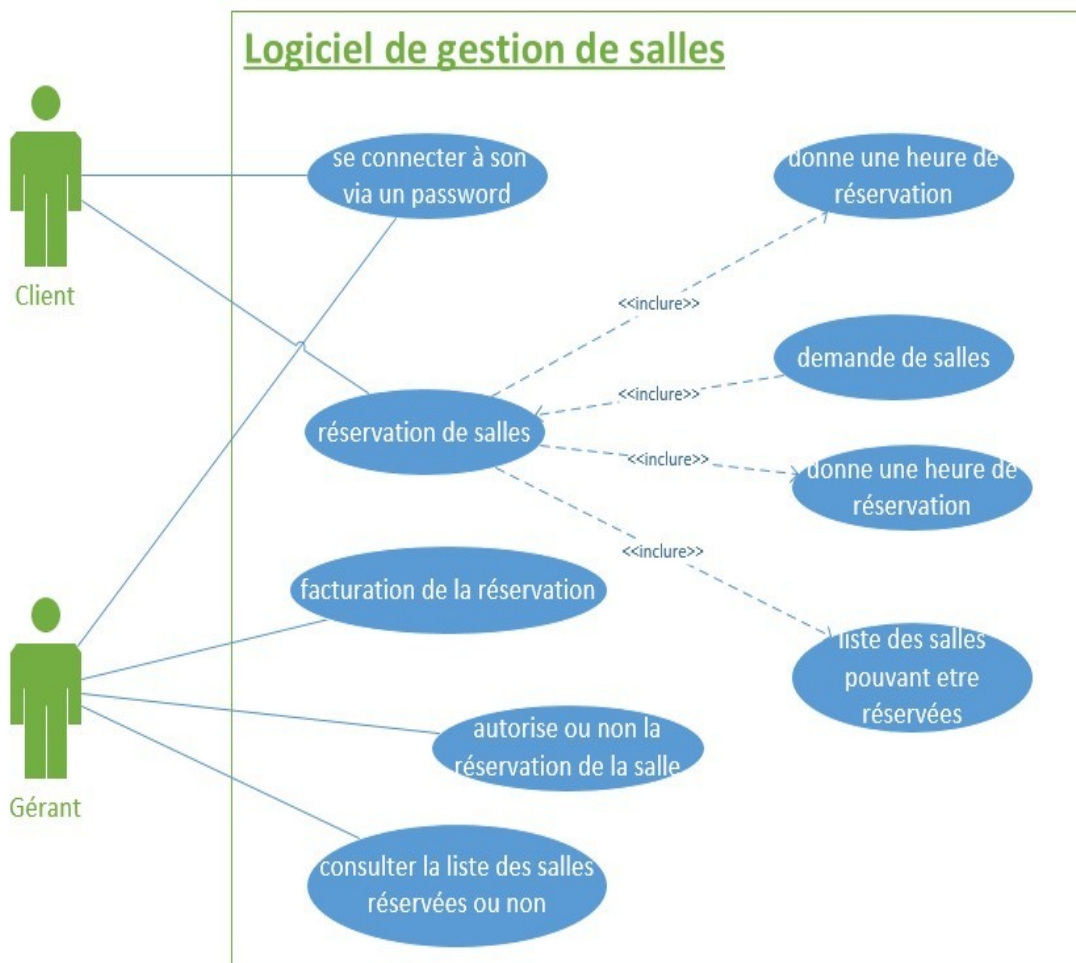 Logiciel de gestion de salles
se connecter à son
via un password
donne une heure de
réservation
Client
<<inclure>>
demande de salles
<<inclure>>
réservation de salles
<<inclure>>
donne une heure de
réservation
<<inclure>>
facturation de la réservation
liste des salles
pouvant etre
réservées
autorise ou non la
réservation de la salle
Gérant
consulter la liste des salles
réservées ou non